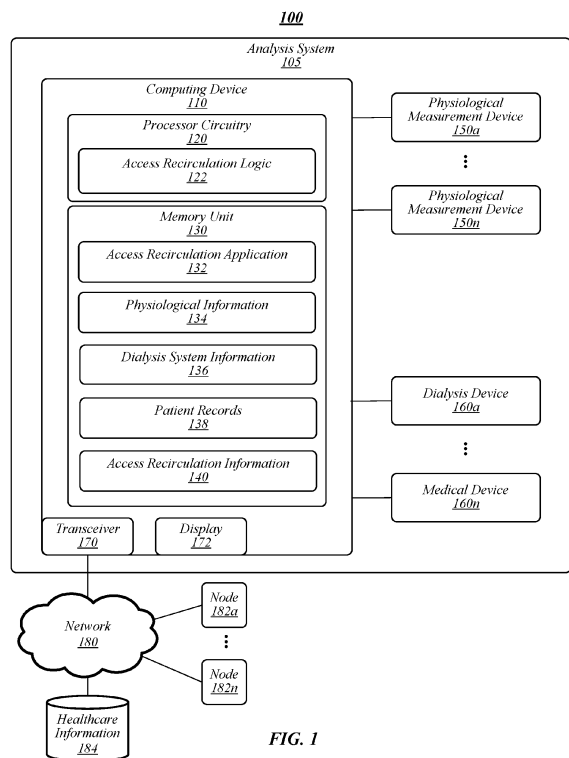 100
Analysis System
105
Computing Device
110
Processor Circuitry
120
Access Recirculation Logic
122
Memory Unit
130
Access Recirculation Application
132
Physiological Information
134
Dialysis System Information
136
Patient Records
138
Access Recirculation Information
140
Transceiver
170
Display
172
Physiological
Measurement Device
150a
Physiological
Measurement Device
150n
Dialysis Device
160a
Medical Device
160n
Network
180
Node
182a
Node
182n
Healthcare
Information
184
FIG. 1